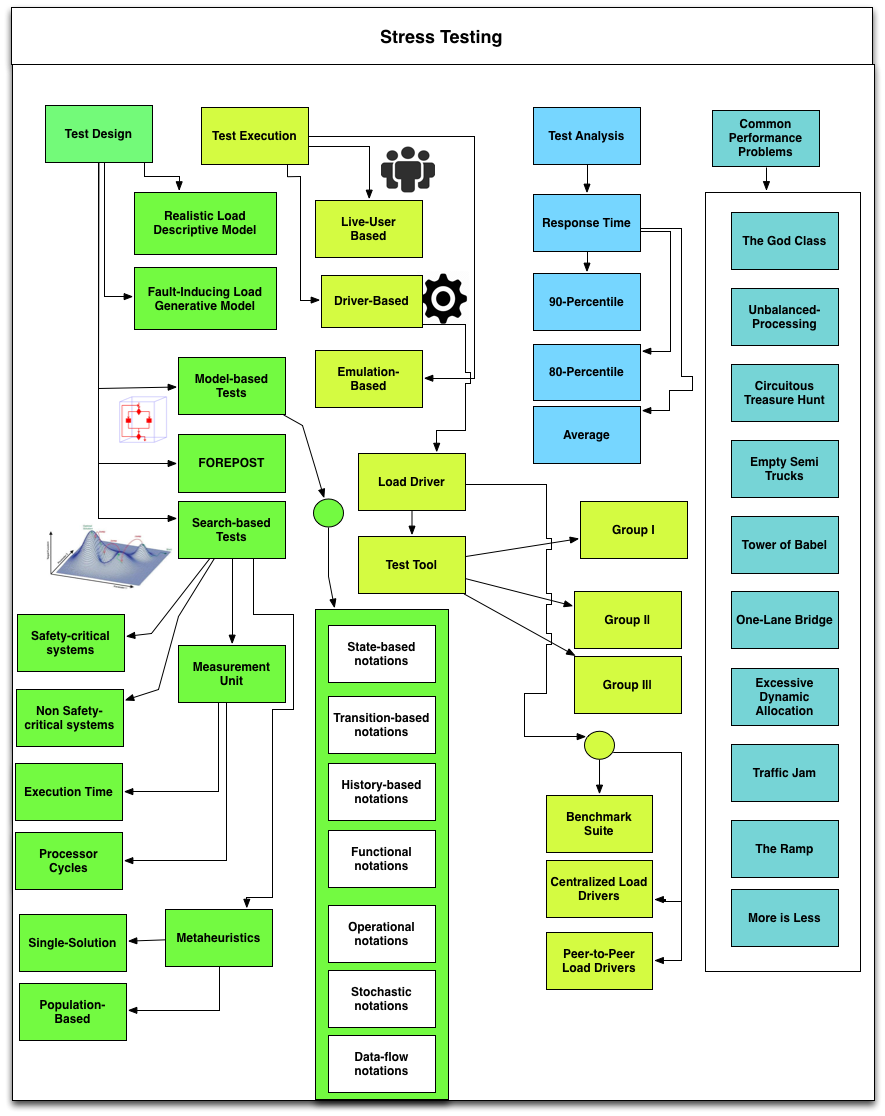 Stress Testing
Test Design
Realistic Load
Descriptive Model
Fault-Inducing Load
Generative Model
Model-based
Tests
FOREPOST
Search-based
Tests
Safety-critical
systems
Non Safety-
critical systems
Measurement
Unit
Execution Time
Processor
Cycles
Metaheuristics
Single-Solution
Population-
Based
State-based
notations
Transition-based
notations
History-based
notations
Functional
notations
Operational
notations
Stochastic
notations
Data-flow
notations
Test Execution
Live-User
Based
Driver-Based
Emulation-
Based
Load Driver
Test Tool
Group I
Group II
Group III
Benchmark
Suite
Centralized Load
Drivers
Peer-to-Peer
Load Drivers
Test Analysis
Response Time
90-Percentile
80-Percentile
Average
Common
Performance
Problems
The God Class
Unbalanced-
Processing
Circuitous
Treasure Hunt
Empty Semi
Trucks
Tower of Babel
One-Lane Bridge
Excessive
Dynamic
Allocation
Traffic Jam
The Ramp
More is Less